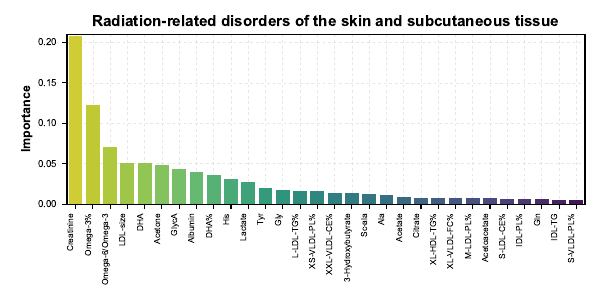 Radiation-related disorders of the skin and subcutaneous tissue
Importance
0.20
0.15
0.10
0.05
0.00
Creatinine
Omega-3%
Omega-6/Omega-3
LDL-size
DHA
Acetone
GlycA
Albumin
DHA%
His
Lactate
Tyr
Gly
L-LDL-TG%
XS-VLDL-PL%
XXL-VLDL-CE%
3-Hydroxybutyrate
Ala
Acetate
Citrate
XL-HDL-TG%
XL-VLDL-FC%
M-LDL-PL%
Acetoacetate
S-LDL-CE%
IDL-PL%
Gln
IDL-TG
S-VLDL-PL%